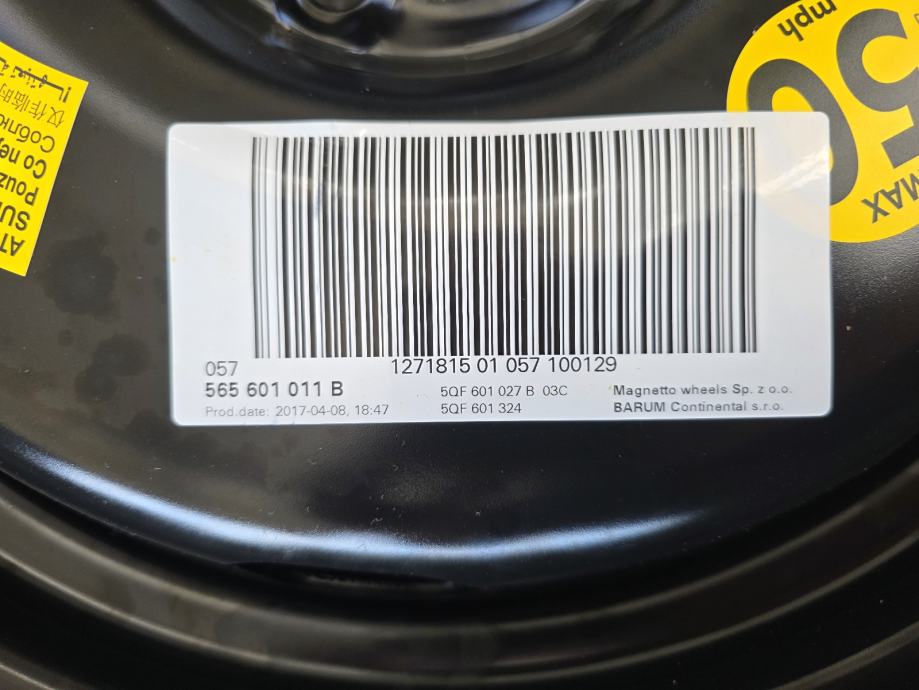 057
1271815 01 057 100129
565 601 011 B
5QF 601 027 B 03C
Magnetto wheels Sp. z o.o.
Prod.date: 2017-04-08, 18:47
5QF 601 324
BARUM Continental s.r.o.
MAX
50
mph